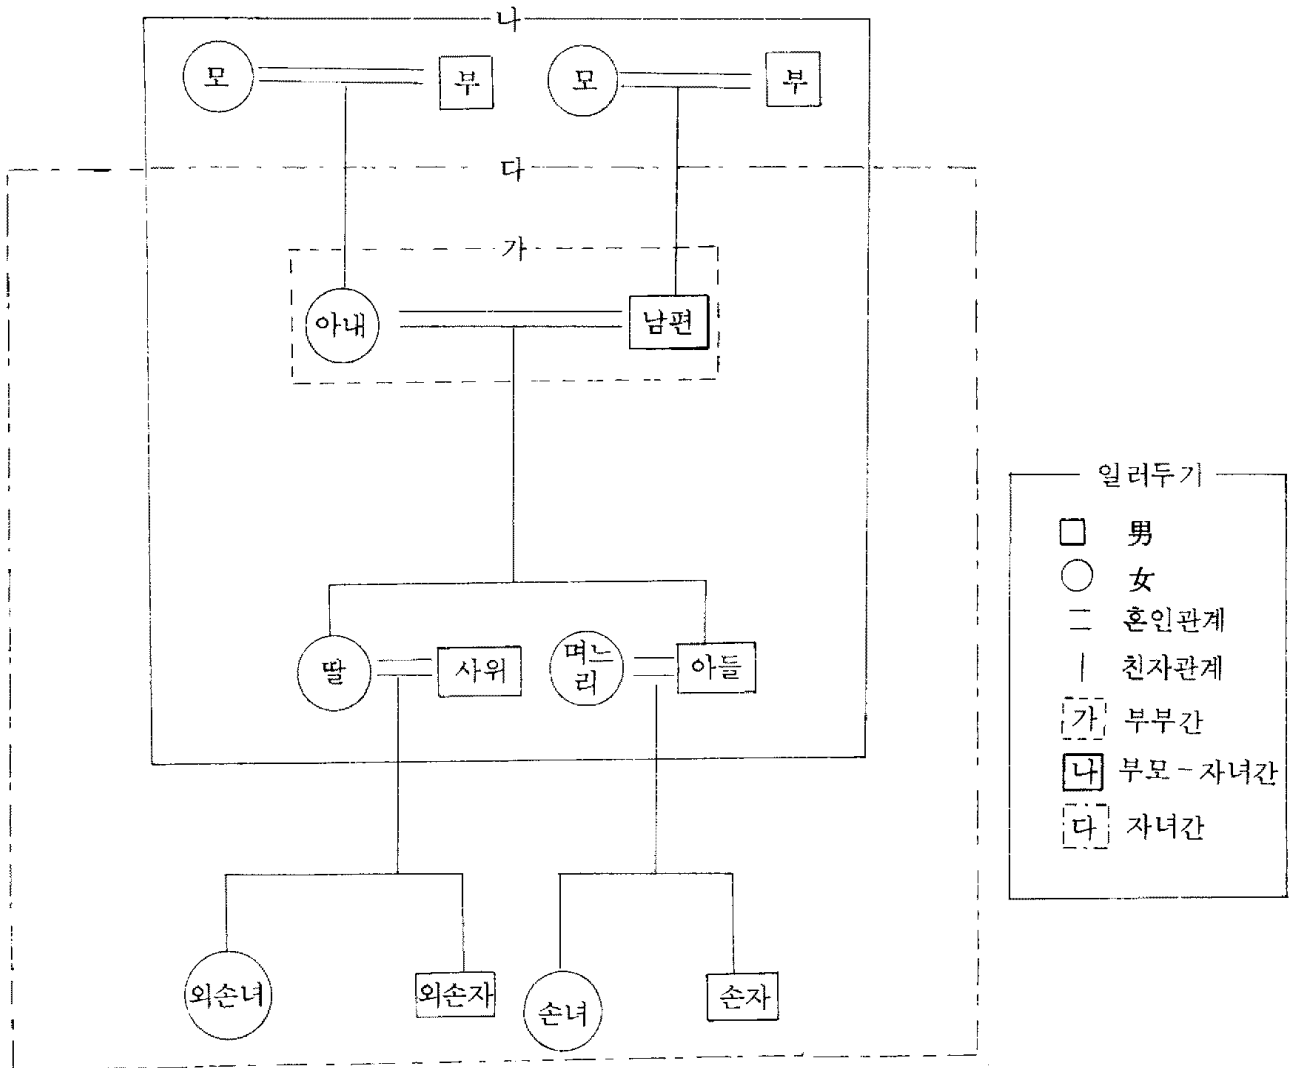 나
모 부 모 부
다
가
아내 남편
일러두기
男
女
혼인관계
친자관계
딸 사위 며느
리 아들
가 부부간
나 부모-자녀간
다 자녀간
외손녀 외손자 손녀 손자